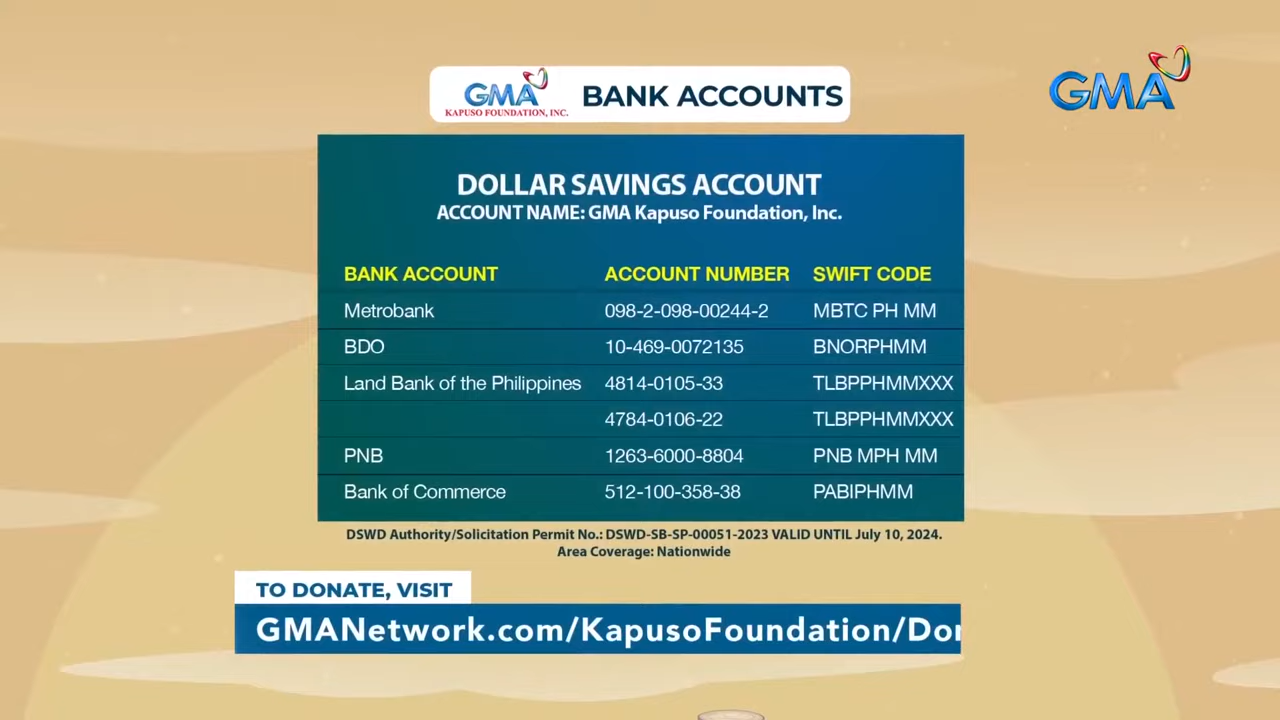 GMA
KAPUSO FOUNDATION, INC.
BANK ACCOUNTS
GMA
DOLLAR SAVINGS ACCOUNT
ACCOUNT NAME: GMA Kapuso Foundation, Inc.
BANK ACCOUNT ACCOUNT NUMBER SWIFT CODE
Metrobank 098-2-098-00244-2 MBTC PH MM
BDO 10-469-0072135 BNORPHMM
Land Bank of the Philippines 4814-0105-33 TLBPPHMMXXX
4784-0106-22 TLBPPHMMXXX
PNB 1263-6000-8804 PNB MPH MM
Bank of Commerce 512-100-358-38 PABIPHMM
DSWD Authority/Solicitation Permit No.: DSWD-SB-SP-00051-2023 VALID UNTIL July 10, 2024.
Area Coverage: Nationwide
TO DONATE, VISIT
GMANetwork.com/KapusoFoundation/Don